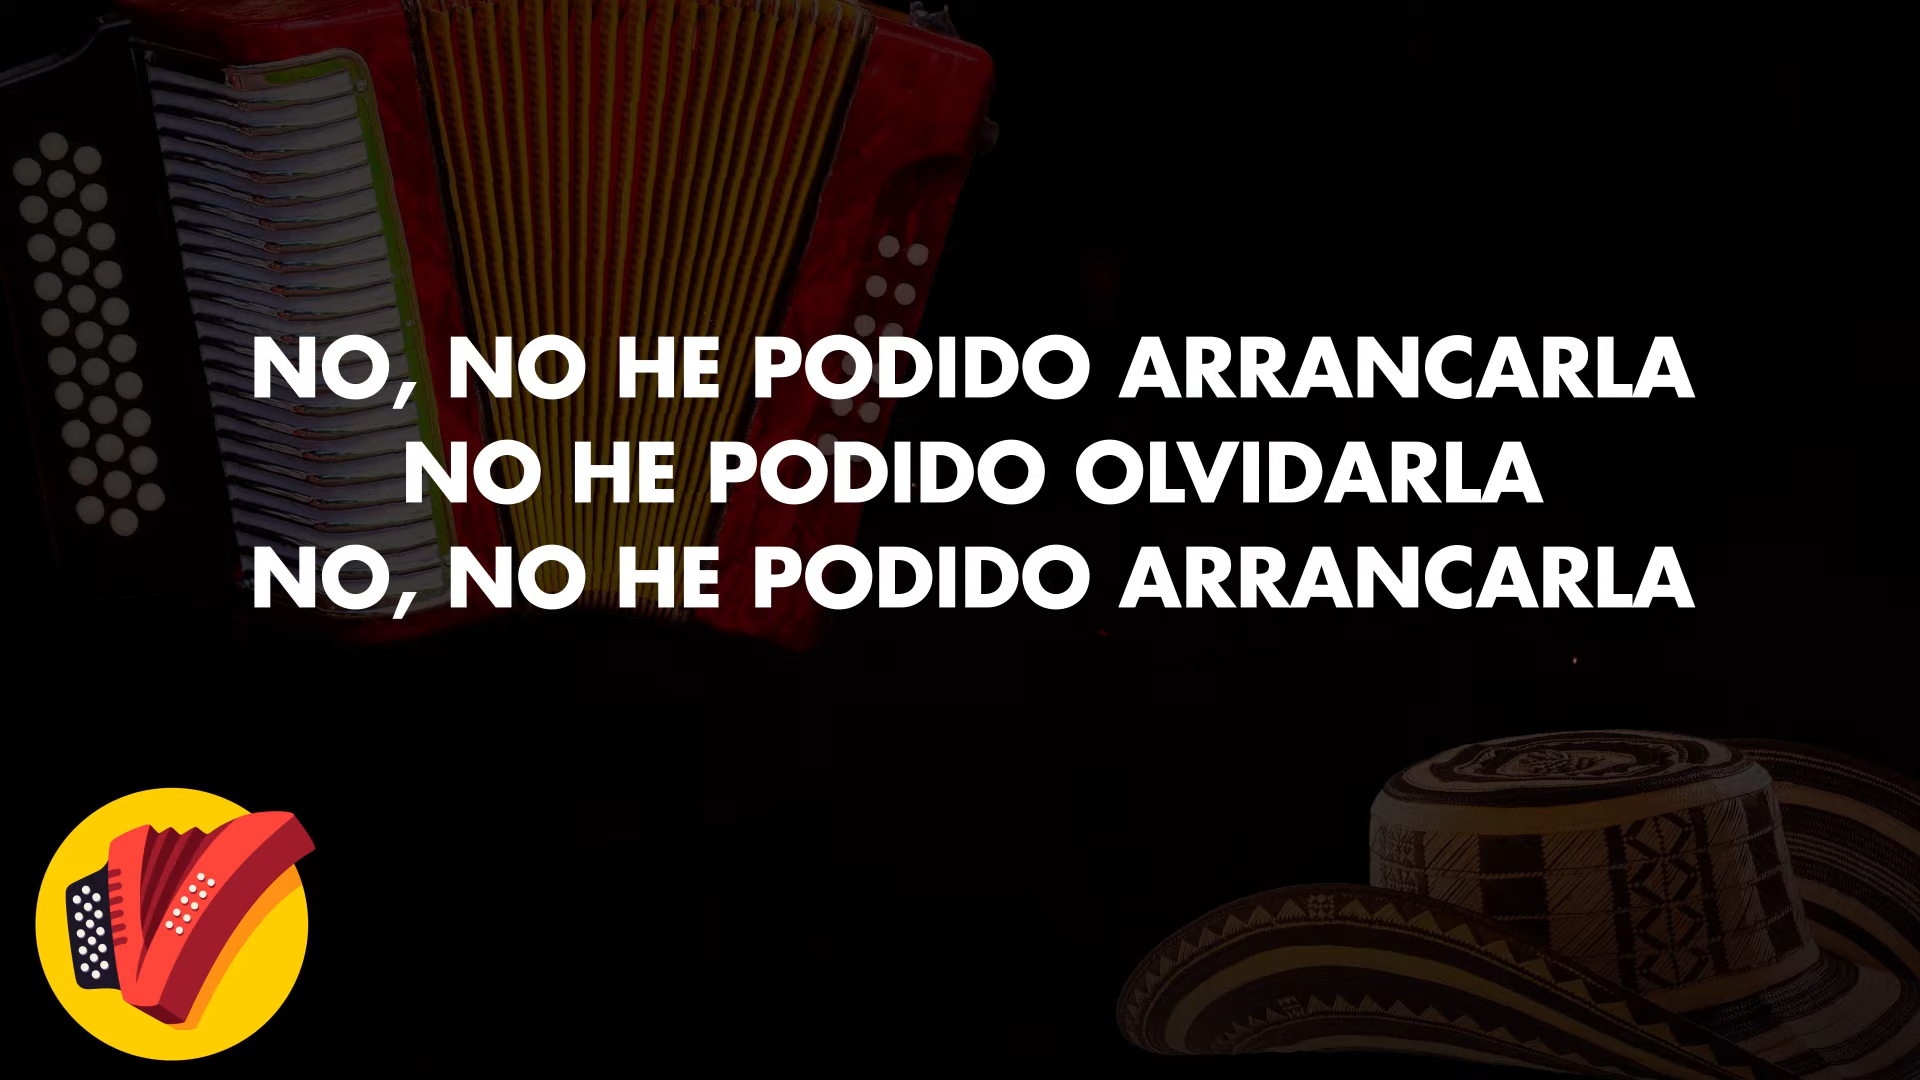 NO, NO HE PODIDO ARRANCARLA
NO HE PODIDO OLVIDARLA
NO, NO HE PODIDO ARRANCARLA